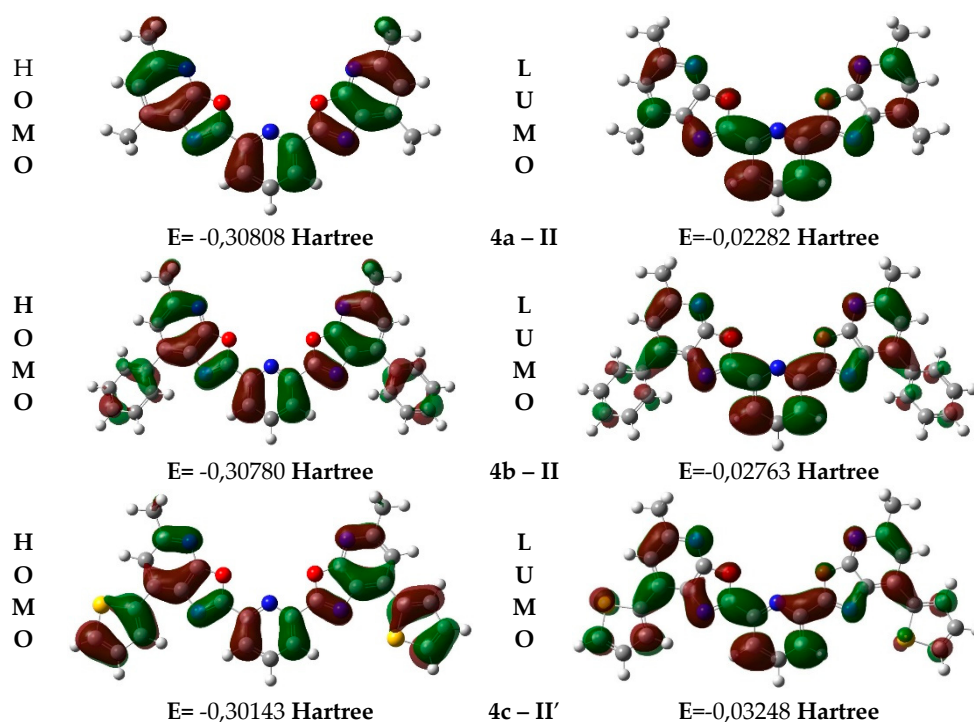 H
O
M
O
L
U
M
O
E= -0,30808 Hartree 4a – II E=-0,02282 Hartree
H
O
M
O
L
U
M
O
E= -0,30780 Hartree 4b – II E=-0,02763 Hartree
H
O
M
O
L
U
M
O
E= -0,30143 Hartree 4c – II′ E=-0,03248 Hartree